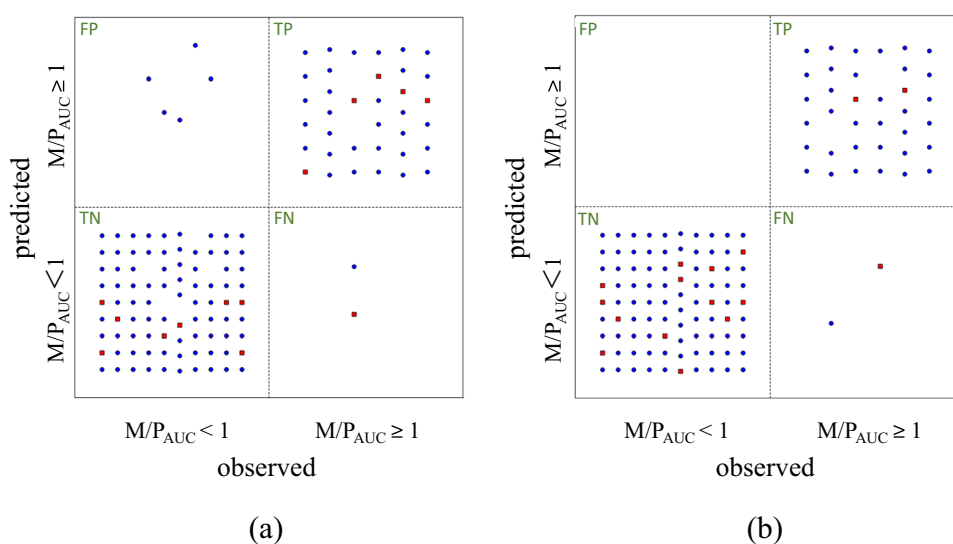 FP
TP
TN
FN
predicted
M/P_AUC ≥ 1
M/P_AUC < 1
M/P_AUC < 1
M/P_AUC ≥ 1
observed
(a)
FP
TP
TN
FN
predicted
M/P_AUC ≥ 1
M/P_AUC < 1
M/P_AUC < 1
M/P_AUC ≥ 1
observed
(b)